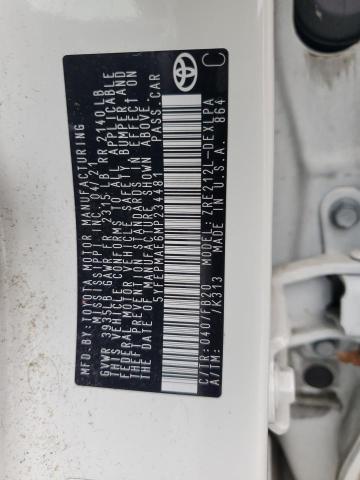 MFD.BY:TOYOTA MOTOR MANUFACTURING
MISSISSIPPI INC. 04/21
GVWR 3935LB GAWR FR 2315 LB RR 2140LB
THIS VEHICLE CONFORMS TO ALL APPLICABLE
FEDERAL MOTOR VEHICLE SAFETY BUMPER AND
THEFT PREVENTION STANDARDS IN EFFECT ON
THE DATE OF MANUFACTURE SHOWN ABOVE
PASS.CAR
TOYOTA
C/TR: 040/FB20 MODEL: ZRE212L-DEXLPA
A/TM: /K313 MADE IN U.S.A. 864
C